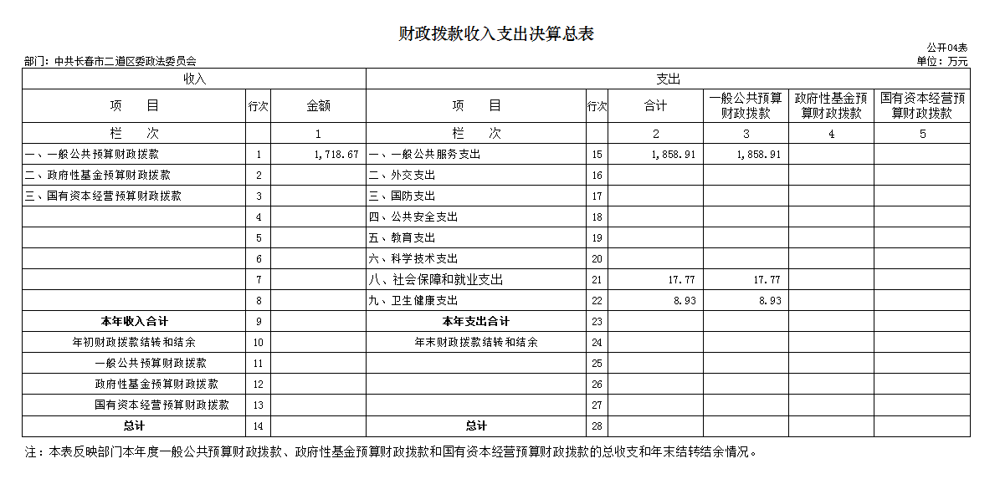 财政拨款收入支出决算总表
公开04表
部门：中共长春市二道区委政法委员会 单位：万元
收入 支出
项 目 行次 金额 项 目 行次 合计 一般公共预算财政拨款 政府性基金预算财政拨款 国有资本经营预算财政拨款
栏 次 1 栏 次 2 3 4 5
一、一般公共预算财政拨款 1 1,718.67 一、一般公共服务支出 15 1,858.91 1,858.91
二、政府性基金预算财政拨款 2 二、外交支出 16
三、国有资本经营预算财政拨款 3 三、国防支出 17
4 四、公共安全支出 18
5 五、教育支出 19
6 六、科学技术支出 20
7 八、社会保障和就业支出 21 17.77 17.77
8 九、卫生健康支出 22 8.93 8.93
本年收入合计 9 本年支出合计 23
年初财政拨款结转和结余 10 年末财政拨款结转和结余 24
一般公共预算财政拨款 11 25
政府性基金预算财政拨款 12 26
国有资本经营预算财政拨款 13 27
总计 14 总计 28
注：本表反映部门本年度一般公共预算财政拨款、政府性基金预算财政拨款和国有资本经营预算财政拨款的总收支和年末结转结余情况。